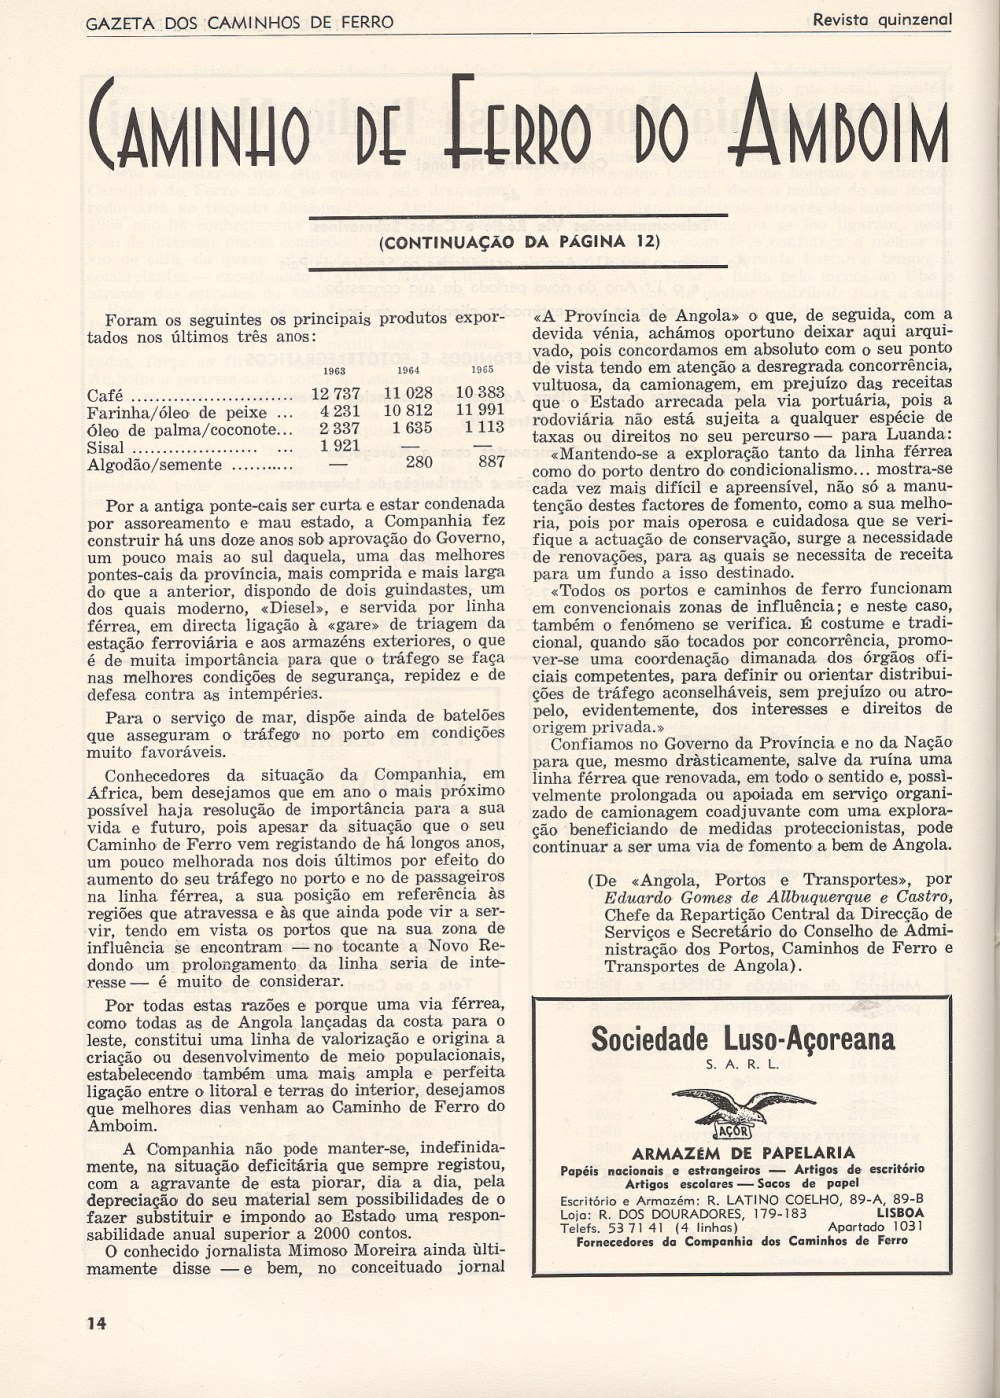 GAZETA DOS CAMINHOS DE FERRO
Revista quinzenal
CAMINHO DE FERRO DO AMBOIM
(CONTINUAÇÃO DA PÁGINA 12)
Foram os seguintes os principais produtos expor-
tados nos últimos três anos:
1963 1964 1965
Café ............................ 12 737 11 028 10 383
Farinha/óleo de peixe ... 4 231 10 812 11 991
Óleo de palma/coconote... 2 337 1 635 1 113
Sisal ........................... 1 921 — —
Algodão/semente .......... — 280 887
Por a antiga ponte-cais ser curta e estar condenada
por assoreamento e mau estado, a Companhia fez
construir há uns doze anos sob aprovação do Governo,
um pouco mais ao sul daquela, uma das melhores
pontes-cais da província, mais comprida e mais larga
do que a anterior, dispondo de dois guindastes, um
dos quais moderno, «Diesel», e servida por linha
férrea, em directa ligação à «gare» de triagem da
estação ferroviária e aos armazéns exteriores, o que
é de muita importância para que o tráfego se faça
nas melhores condições de segurança, repidez e de
defesa contra as intempéries.
Para o serviço de mar, dispõe ainda de batelões
que asseguram o tráfego no porto em condições
muito favoráveis.
Conhecedores da situação da Companhia, em
África, bem desejamos que em ano o mais próximo
possível haja resolução de importância para a sua
vida e futuro, pois apesar da situação que o seu
Caminho de Ferro vem registando de há longos anos,
um pouco melhorada nos dois últimos por efeito do
aumento do seu tráfego no porto e no de passageiros
na linha férrea, a sua posição em referência às
regiões que atravessa e às que ainda pode vir a ser-
vir, tendo em vista os portos que na sua zona de
influência se encontram — no tocante a Novo Re-
dondo um prolongamento da linha seria de inte-
resse — é muito de considerar.
Por todas estas razões e porque uma via férrea,
como todas as de Angola lançadas da costa para o
leste, constitui uma linha de valorização e origina a
criação ou desenvolvimento de meio populacionais,
estabelecendo também uma mais ampla e perfeita
ligação entre o litoral e terras do interior, desejamos
que melhores dias venham ao Caminho de Ferro do
Amboim.
A Companhia não pode manter-se, indefinida-
mente, na situação deficitária que sempre registou,
com a agravante de esta piorar, dia a dia, pela
depreciação do seu material sem possibilidades de o
fazer substituir e impondo ao Estado uma respon-
sabilidade anual superior a 2000 contos.
O conhecido jornalista Mimoso Moreira ainda ùlti-
mamente disse — e bem, no conceituado jornal
«A Província de Angola» o que, de seguida, com a
devida vénia, achámos oportuno deixar aqui arqui-
vado, pois concordamos em absoluto com o seu ponto
de vista tendo em atenção a desregrada concorrência,
vultuosa, da camionagem, em prejuízo das receitas
que o Estado arrecada pela via portuária, pois a
rodoviária não está sujeita a qualquer espécie de
taxas ou direitos no seu percurso — para Luanda:
«Mantendo-se a exploração tanto da linha férrea
como do porto dentro do condicionalismo... mostra-se
cada vez mais difícil e apreensível, não só a manu-
tenção destes factores de fomento, como a sua melho-
ria, pois por mais operosa e cuidadosa que se veri-
fique a actuação de conservação, surge a necessidade
de renovações, para as quais se necessita de receita
para um fundo a isso destinado.
«Todos os portos e caminhos de ferro funcionam
em convencionais zonas de influência; e neste caso,
também o fenómeno se verifica. É costume e tradi-
cional, quando são tocados por concorrência, promo-
ver-se uma coordenação dimanada dos órgãos ofi-
ciais competentes, para definir ou orientar distribui-
ções de tráfego aconselháveis, sem prejuízo ou atro-
pelo, evidentemente, dos interesses e direitos de
origem privada.»
Confiamos no Governo da Província e no da Nação
para que, mesmo dràsticamente, salve da ruína uma
linha férrea que renovada, em todo o sentido e, possì-
velmente prolongada ou apoiada em serviço organi-
zado de camionagem coadjuvante com uma explora-
ção beneficiando de medidas proteccionistas, pode
continuar a ser uma via de fomento a bem de Angola.
(De «Angola, Portos e Transportes», por
Eduardo Gomes de Allbuquerque e Castro,
Chefe da Repartição Central da Direcção de
Serviços e Secretário do Conselho de Admi-
nistração dos Portos, Caminhos de Ferro e
Transportes de Angola).
Sociedade Luso-Açoreana
S. A. R. L.
AÇOR
ARMAZÉM DE PAPELARIA
Papéis nacionais e estrangeiros — Artigos de escritório
Artigos escolares — Sacos de papel
Escritório e Armazém: R. LATINO COELHO, 89-A, 89-B
Loja: R. DOS DOURADORES, 179-183 LISBOA
Telefs. 53 71 41 (4 linhas) Apartado 1031
Fornecedores da Companhia dos Caminhos de Ferro
14